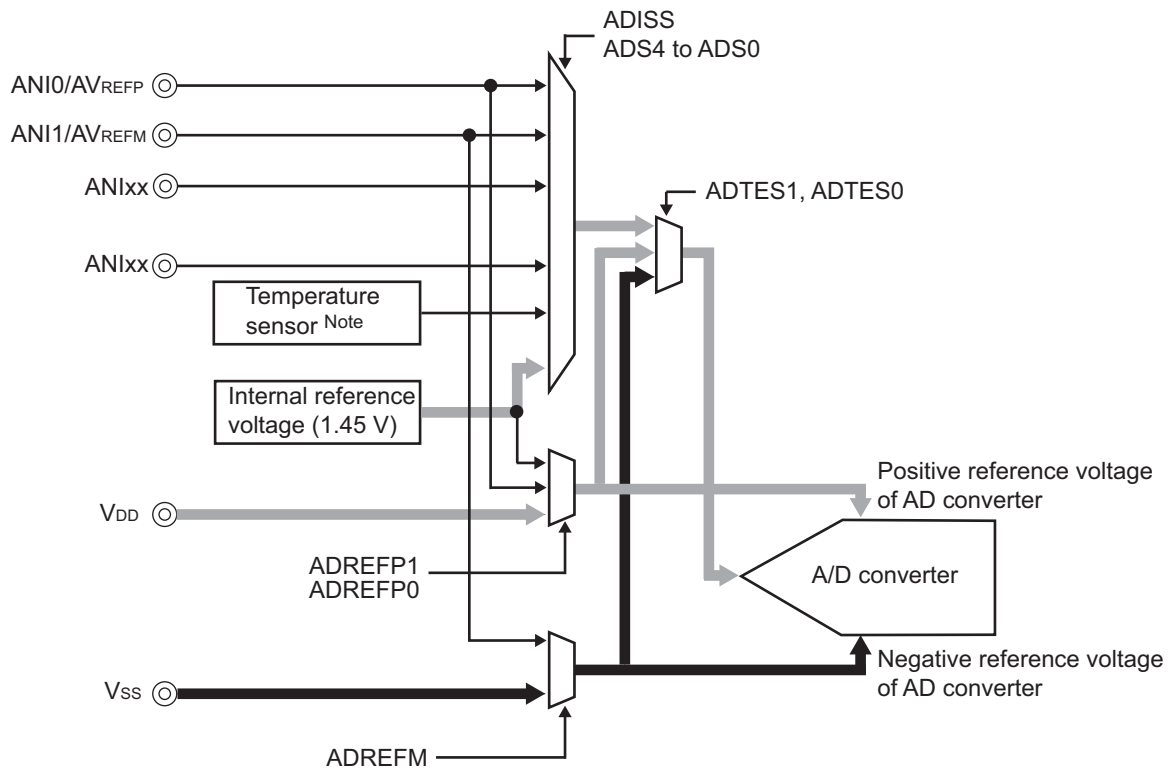 ADISS
ADS4 to ADS0
ANI0/AVREFP
ANI1/AVREFM
ANIxx
ADTES1, ADTES0
ANIxx
Temperature
sensor Note
Internal reference
voltage (1.45 V)
Positive reference voltage
of AD converter
VDD
ADREFP1
ADREFP0
A/D converter
Negative reference voltage
of AD converter
VSS
ADREFM